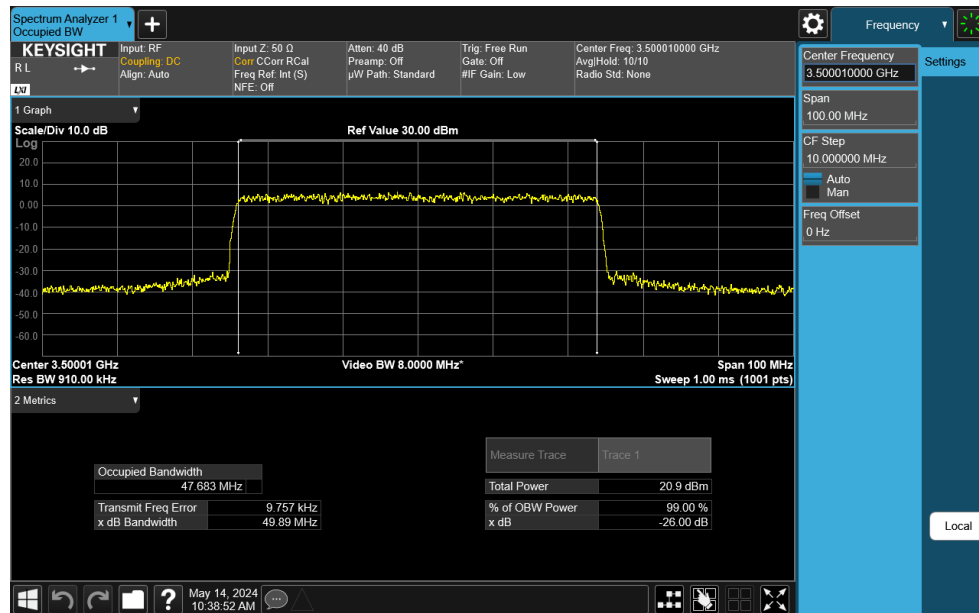 Spectrum Analyzer 1
Occupied BW
+
Frequency
KEYSIGHT
R L
LXI
Input: RF
Coupling: DC
Align: Auto
Input Z: 50 Ω
Corr CCorr RCal
Freq Ref: Int (S)
NFE: Off
Atten: 40 dB
Preamp: Off
µW Path: Standard
Trig: Free Run
Gate: Off
#IF Gain: Low
Center Freq: 3.500010000 GHz
Avg|Hold: 10/10
Radio Std: None
Center Frequency
3.500010000 GHz
Settings
Span
100.00 MHz
CF Step
10.000000 MHz
Auto
Man
Freq Offset
0 Hz
Local
1 Graph
Scale/Div 10.0 dB
Ref Value 30.00 dBm
Log
20.0
10.0
0.00
-10.0
-20.0
-30.0
-40.0
-50.0
-60.0
Center 3.50001 GHz
Video BW 8.0000 MHz*
Span 100 MHz
Res BW 910.00 kHz
Sweep 1.00 ms (1001 pts)
2 Metrics
Measure Trace Trace 1
Occupied Bandwidth
47.683 MHz
Total Power 20.9 dBm
Transmit Freq Error 9.757 kHz
% of OBW Power 99.00 %
x dB Bandwidth 49.89 MHz
x dB -26.00 dB
?
May 14, 2024
10:38:52 AM